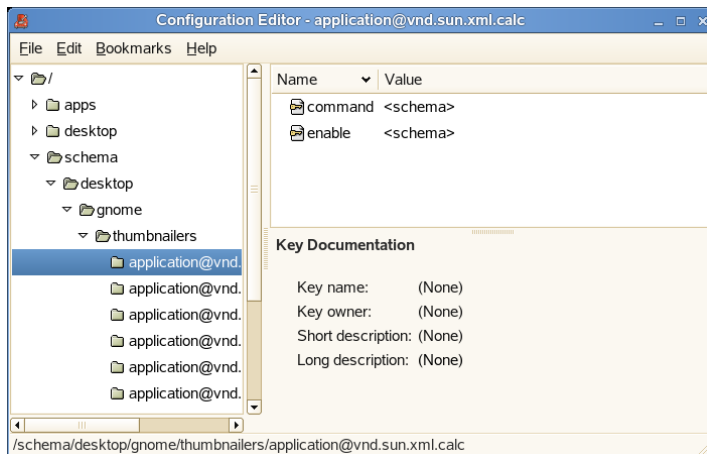 Configuration Editor - application@vnd.sun.xml.calc
File Edit Bookmarks Help
/
apps
desktop
schema
desktop
gnome
thumbnailers
application@vnd.
application@vnd.
application@vnd.
application@vnd.
application@vnd.
application@vnd.
Name Value
command <schema>
enable <schema>
Key Documentation
Key name: (None)
Key owner: (None)
Short description: (None)
Long description: (None)
/schema/desktop/gnome/thumbnailers/application@vnd.sun.xml.calc